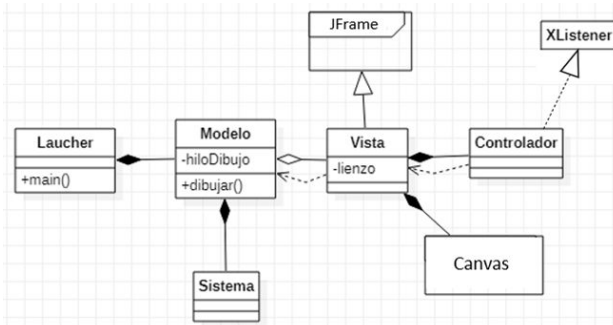 JFrame
XListener
Laucher
+main()
Modelo
-hiloDibujo
+dibujar()
Vista
-lienzo
Controlador
Sistema
Canvas